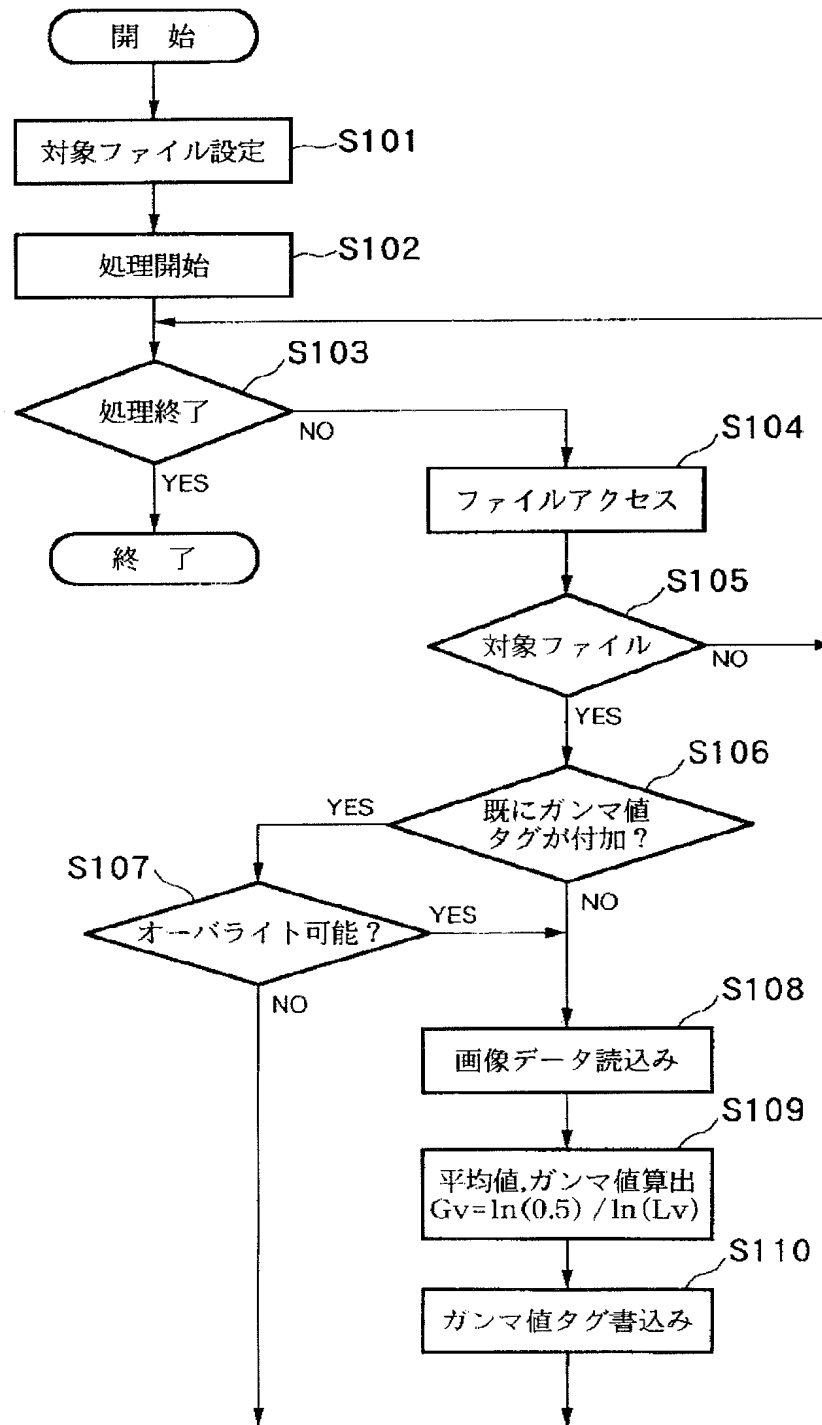 開 始
対象ファイル設定
S101
処理開始
S102
S103
処理終了
NO
YES
終 了
S104
ファイルアクセス
S105
対象ファイル
NO
YES
S106
既にガンマ値
タグが付加?
YES
NO
S107
オーバライト可能?
YES
NO
S108
画像データ読込み
S109
平均値,ガンマ値算出
Gv=ln(0.5) / ln(Lv)
S110
ガンマ値タグ書込み